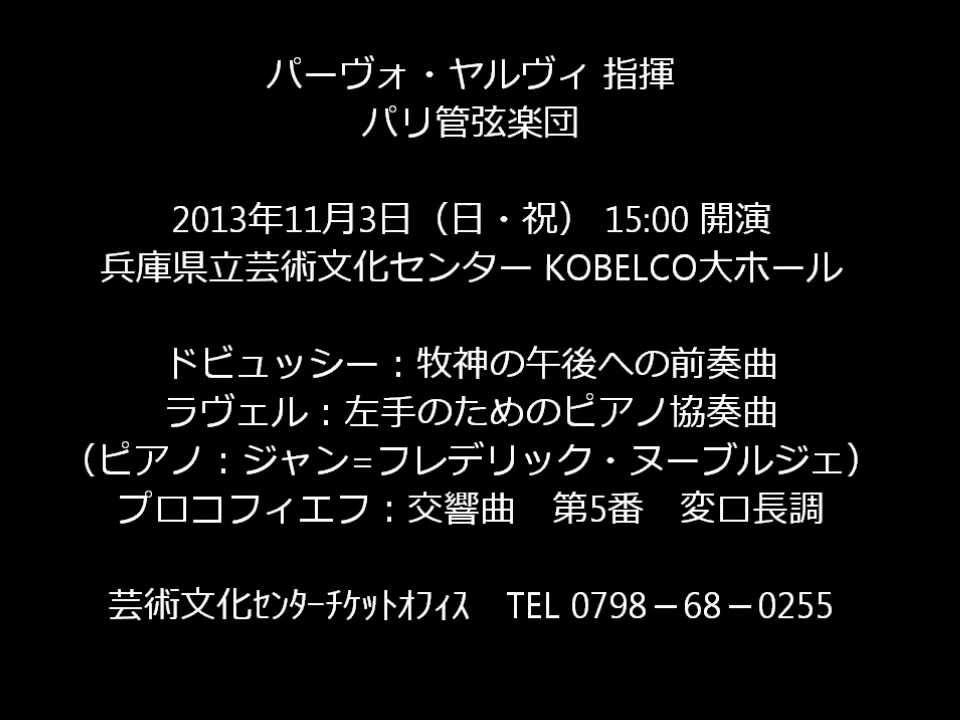 パーヴォ・ヤルヴィ 指揮
パリ管弦楽団
2013年11月3日（日・祝） 15:00 開演
兵庫県立芸術文化センター KOBELCO大ホール
ドビュッシー：牧神の午後への前奏曲
ラヴェル：左手のためのピアノ協奏曲
（ピアノ：ジャン=フレデリック・ヌーブルジェ）
プロコフィエフ：交響曲　第5番　変ロ長調
芸術文化ｾﾝﾀｰﾁｹｯﾄｵﾌｨｽ　TEL 0798－68－0255